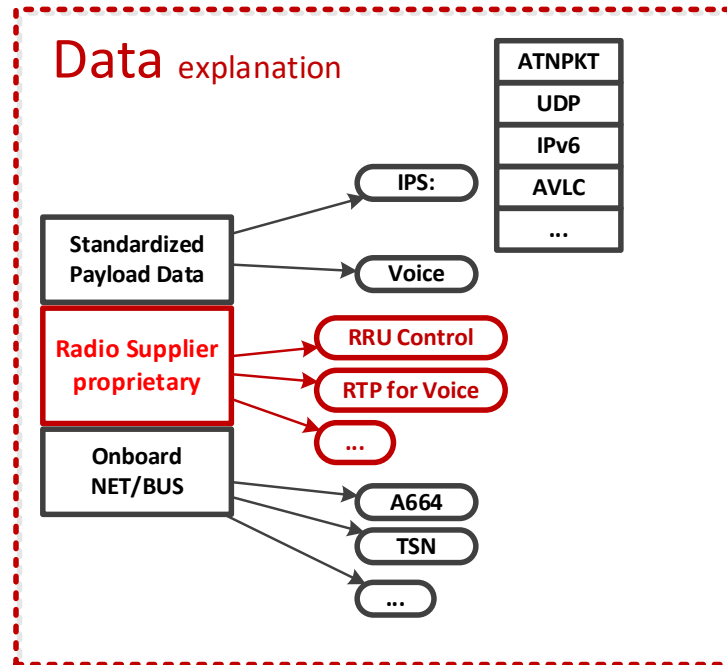 Data explanation
ATNPKT
UDP
IPv6
AVLC
...
IPS:
Voice
Standardized
Payload Data
Radio Supplier
proprietary
RRU Control
RTP for Voice
...
Onboard
NET/BUS
A664
TSN
...